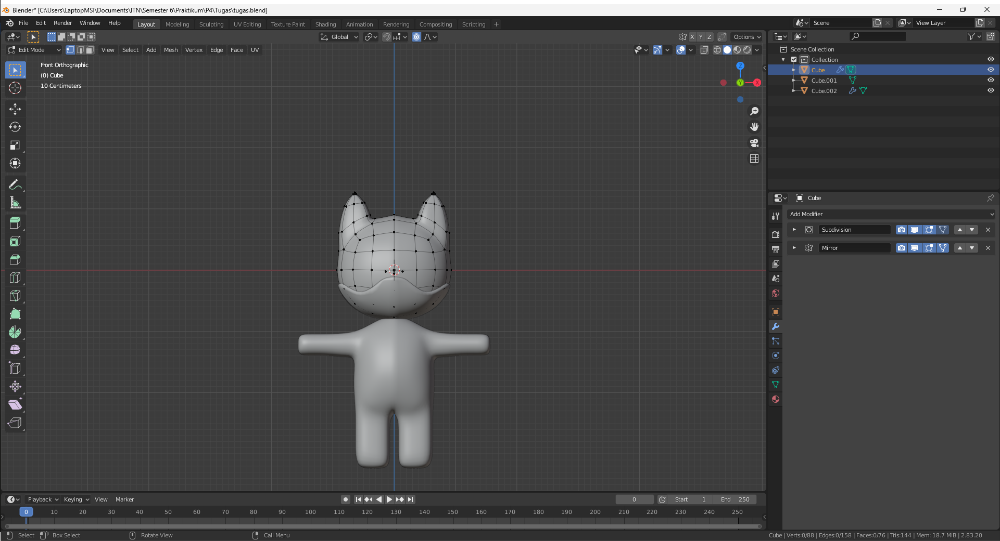 Blender* [C:\Users\LaptopMSI\Documents\ITN\Semester 6\Praktikum\P4\Tugas\tugas.blend]
File Edit Render Window Help Layout Modeling Sculpting UV Editing Texture Paint Shading Animation Rendering Compositing Scripting + Scene View Layer
Global X Y Z Options
Edit Mode View Select Add Mesh Vertex Edge Face UV
Front Orthographic
(0) Cube
10 Centimeters
Z
Y X
Scene Collection
Collection
Cube
Cube.001
Cube.002
Cube
Add Modifier
Subdivision
Mirror
Playback Keying View Marker 0 Start 1 End 250
0 10 20 30 40 50 60 70 80 90 100 110 120 130 140 150 160 170 180 190 200 210 220 230 240 250
Select Box Select Rotate View Call Menu Cube | Verts:0/88 | Edges:0/158 | Faces:0/76 | Tris:144 | Mem: 18.7 MiB | 2.83.20